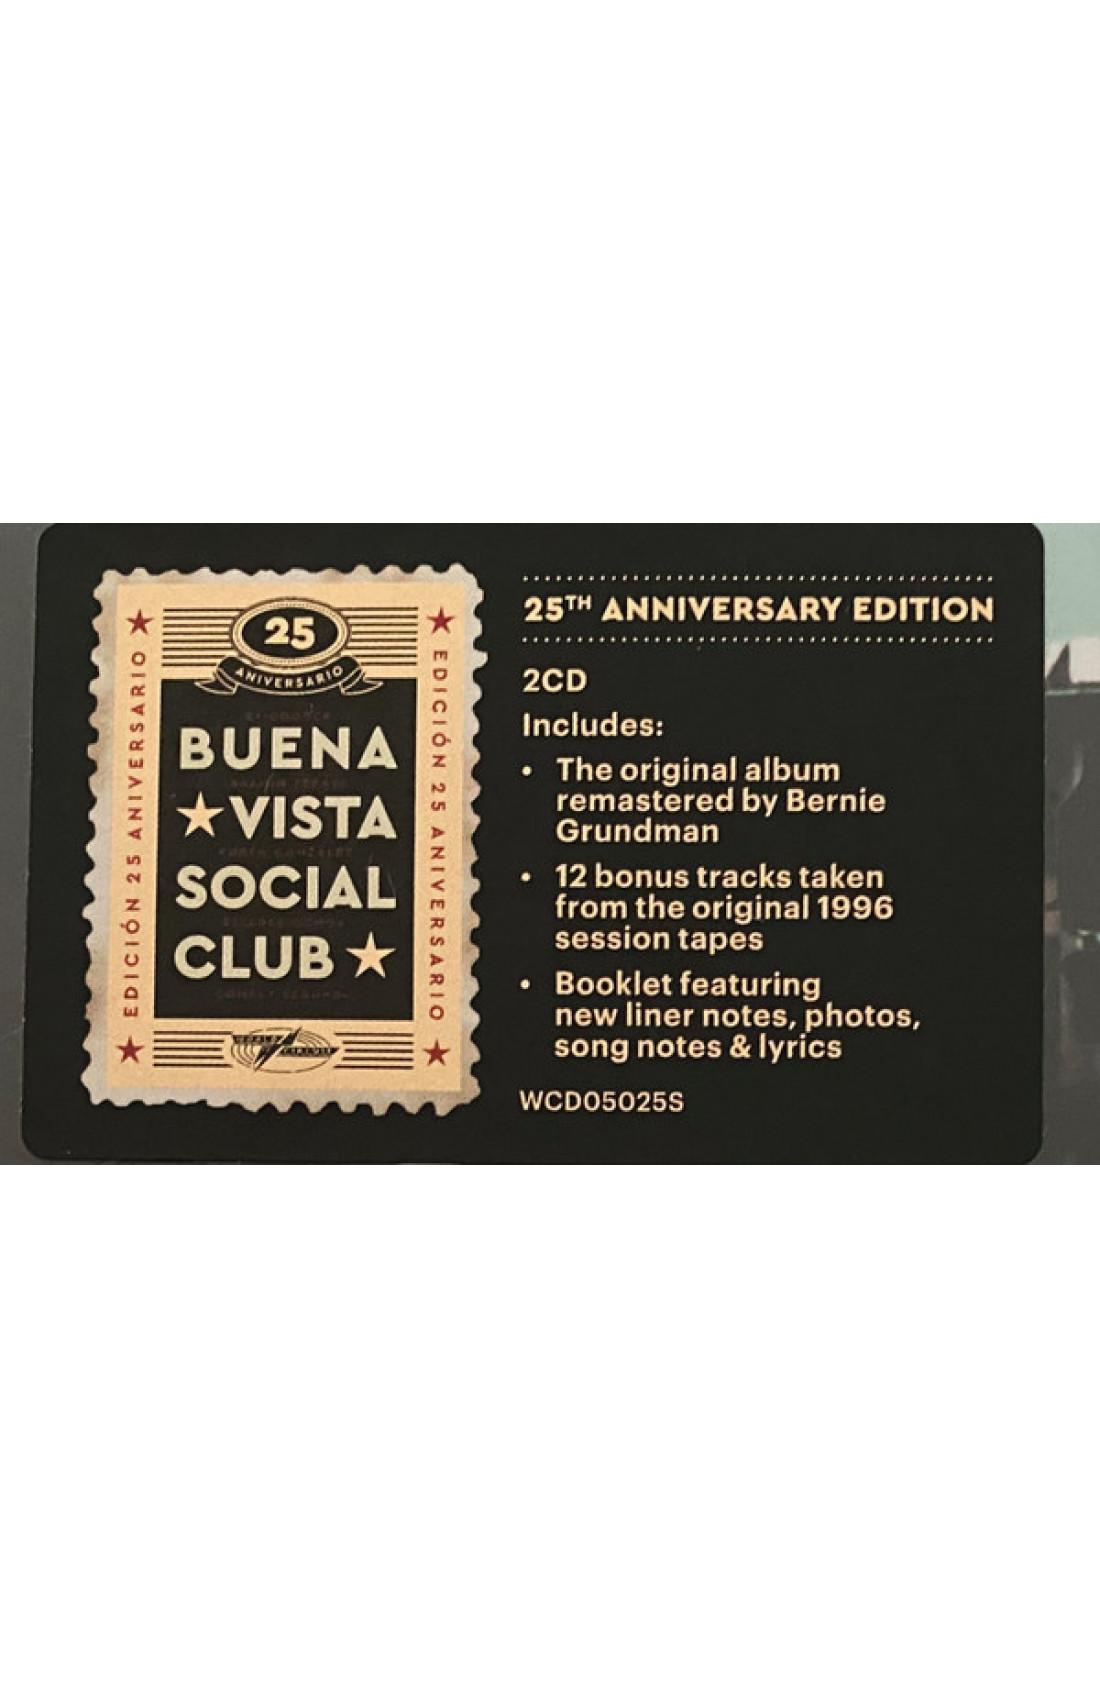 25
ANIVERSARIO
EDICIÓN 25 ANIVERSARIO
EDICIÓN 25 ANIVERSARIO
BUENA
VISTA
SOCIAL
CLUB
WORLD CIRCUIT
25TH ANNIVERSARY EDITION
2CD
Includes:
• The original album
remastered by Bernie
Grundman
• 12 bonus tracks taken
from the original 1996
session tapes
• Booklet featuring
new liner notes, photos,
song notes & lyrics
WCD05025S